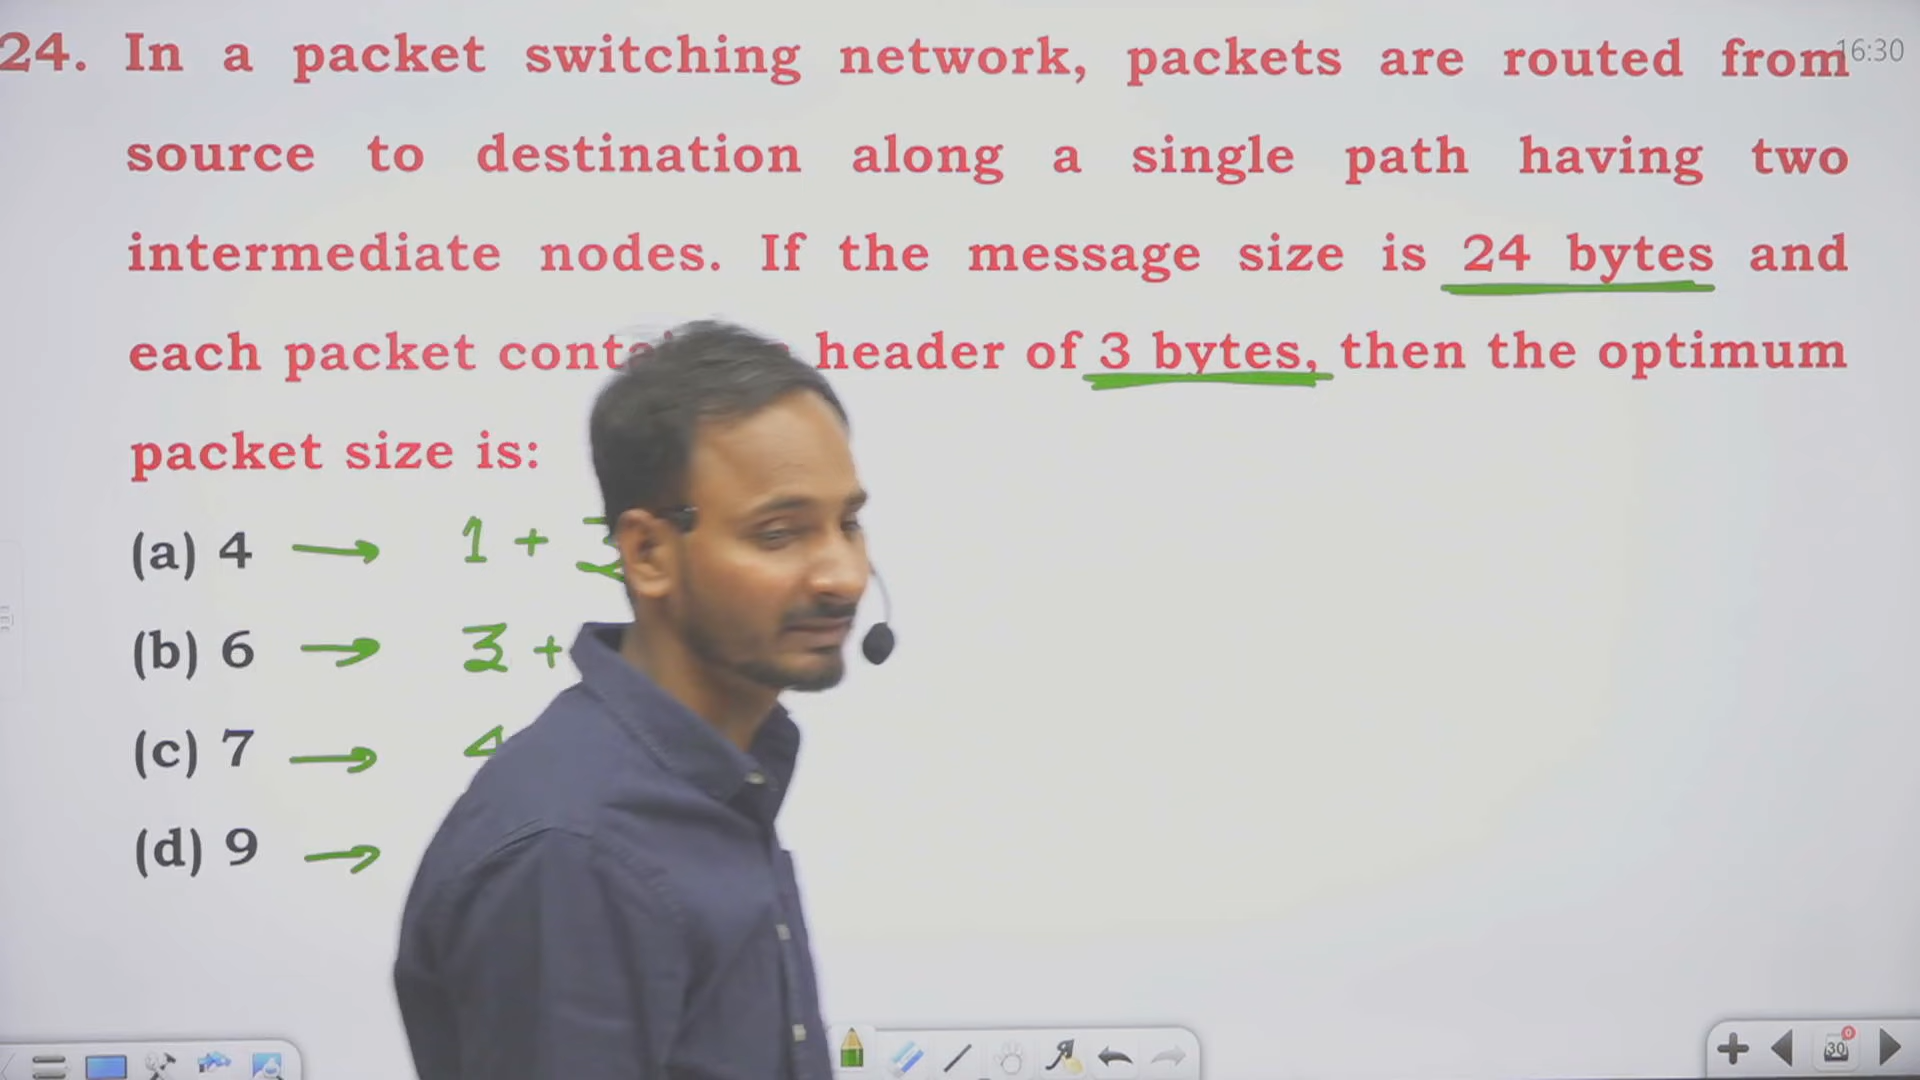 24. In a packet switching network, packets are routed from 16:30
source to destination along a single path having two
intermediate nodes. If the message size is 24 bytes and
each packet header of 3 bytes, then the optimum
packet size is:
(a) 4 → 1 + 3
(b) 6 → 3 +
(c) 7 → 4
(d) 9 →
30